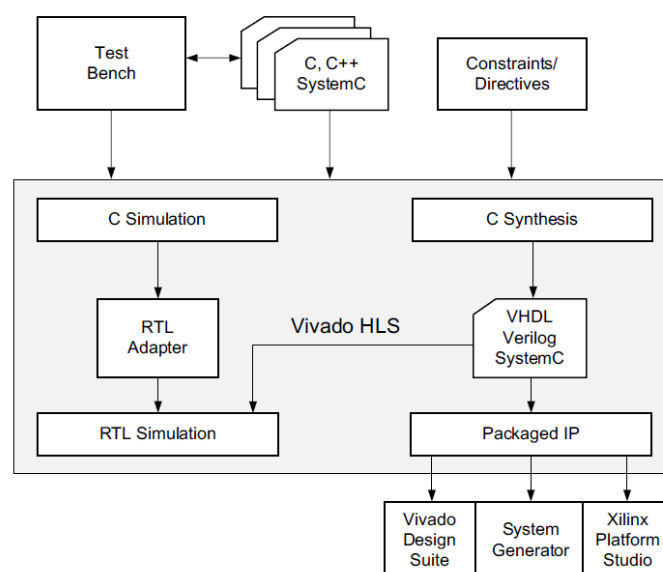 Test
Bench
C, C++
SystemC
Constraints/
Directives
C Simulation
C Synthesis
RTL
Adapter
Vivado HLS
VHDL
Verilog
SystemC
RTL Simulation
Packaged IP
Vivado
Design
Suite
System
Generator
Xilinx
Platform
Studio